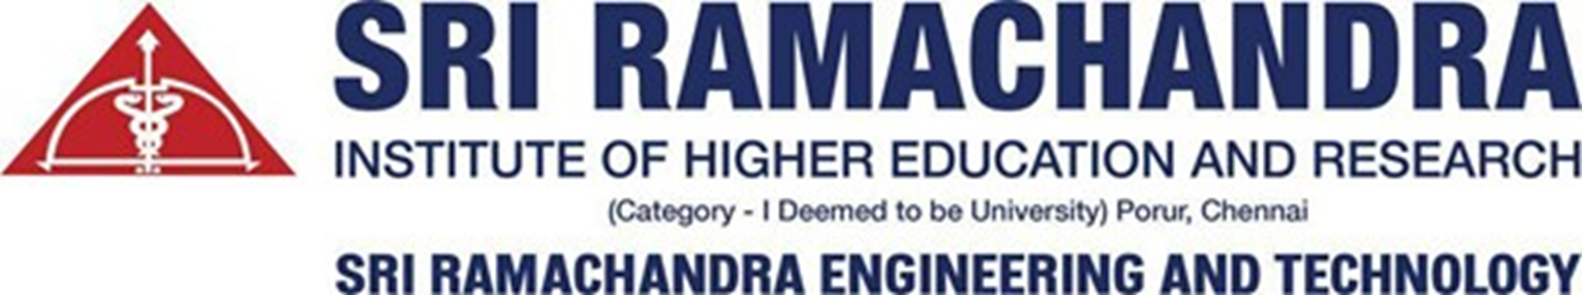 SRI RAMACHANDRA
INSTITUTE OF HIGHER EDUCATION AND RESEARCH
(Category - I Deemed to be University) Porur, Chennai
SRI RAMACHANDRA ENGINEERING AND TECHNOLOGY